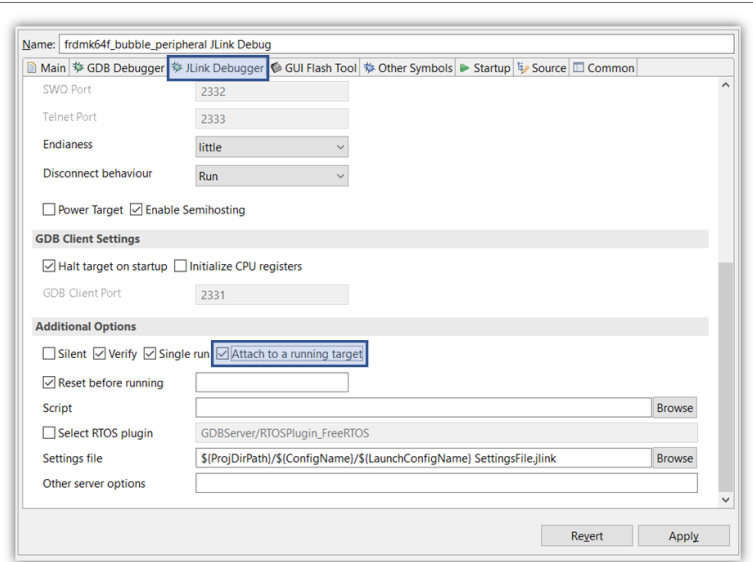 Name: frdmk64f_bubble_peripheral JLink Debug
Main GDB Debugger JLink Debugger GUI Flash Tool Other Symbols Startup Source Common
SWO Port 2332
Telnet Port 2333
Endianess little
Disconnect behaviour Run
Power Target Enable Semihosting
GDB Client Settings
Halt target on startup Initialize CPU registers
GDB Client Port 2331
Additional Options
Silent Verify Single run Attach to a running target
Reset before running
Script Browse
Select RTOS plugin GDBServer/RTOSPlugin_FreeRTOS
Settings file ${ProjDirPath}/${ConfigName}/${LaunchConfigName} SettingsFile.jlink Browse
Other server options
Revert Apply